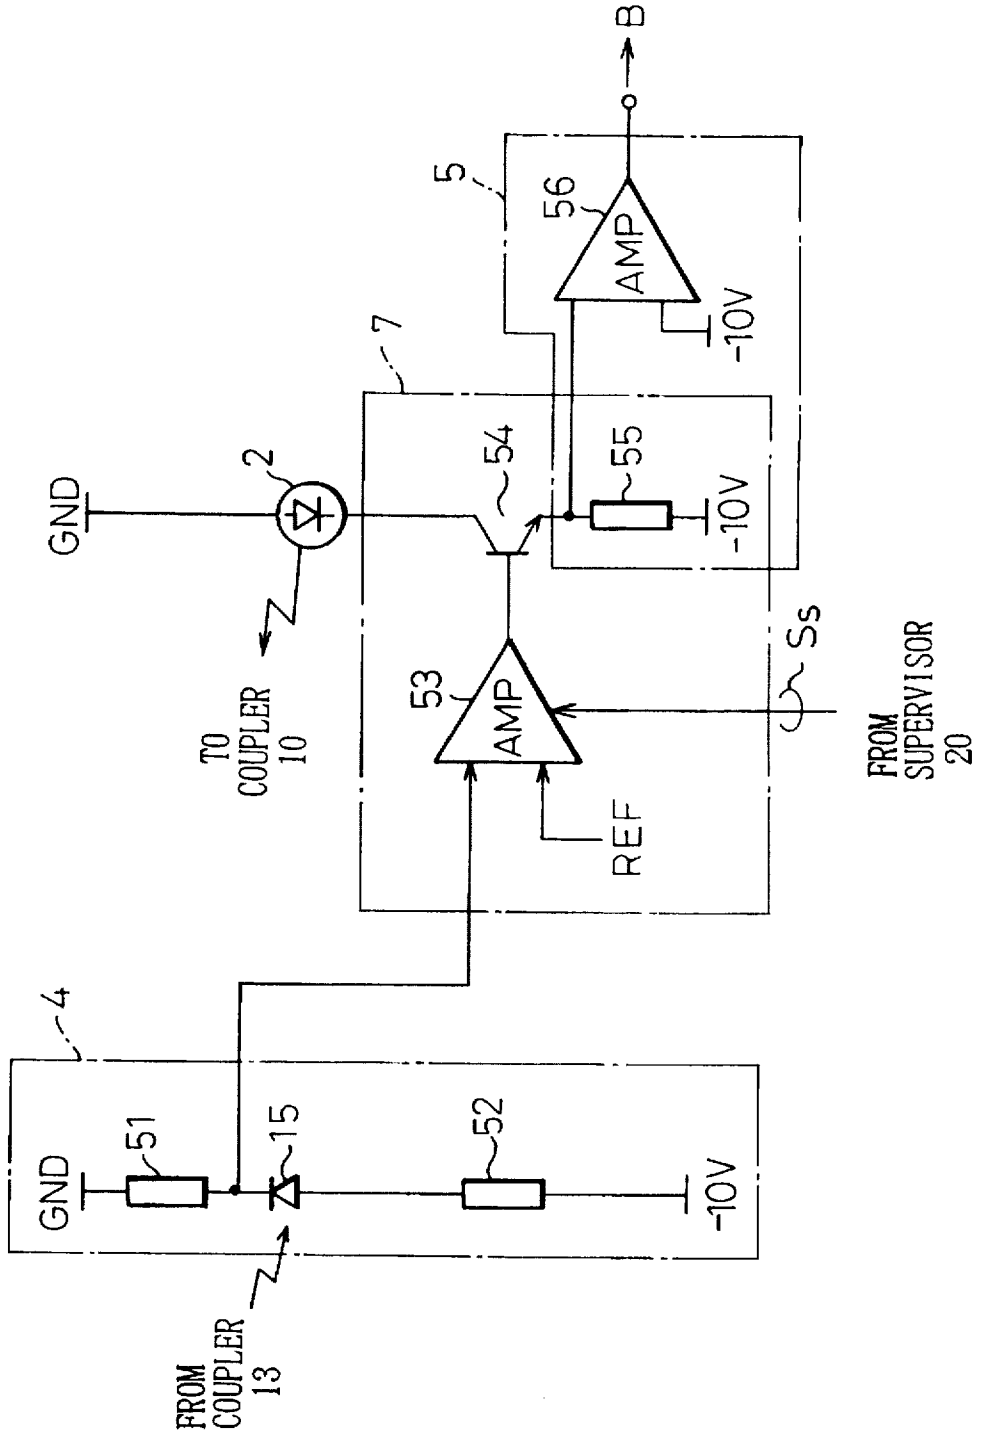 GND
51
15
52
-10V
4
FROM
COUPLER
13
GND
2
TO
COUPLER
10
7
53
AMP
REF
54
55
-10V
Ss
FROM
SUPERVISOR
20
5
56
AMP
-10V
B